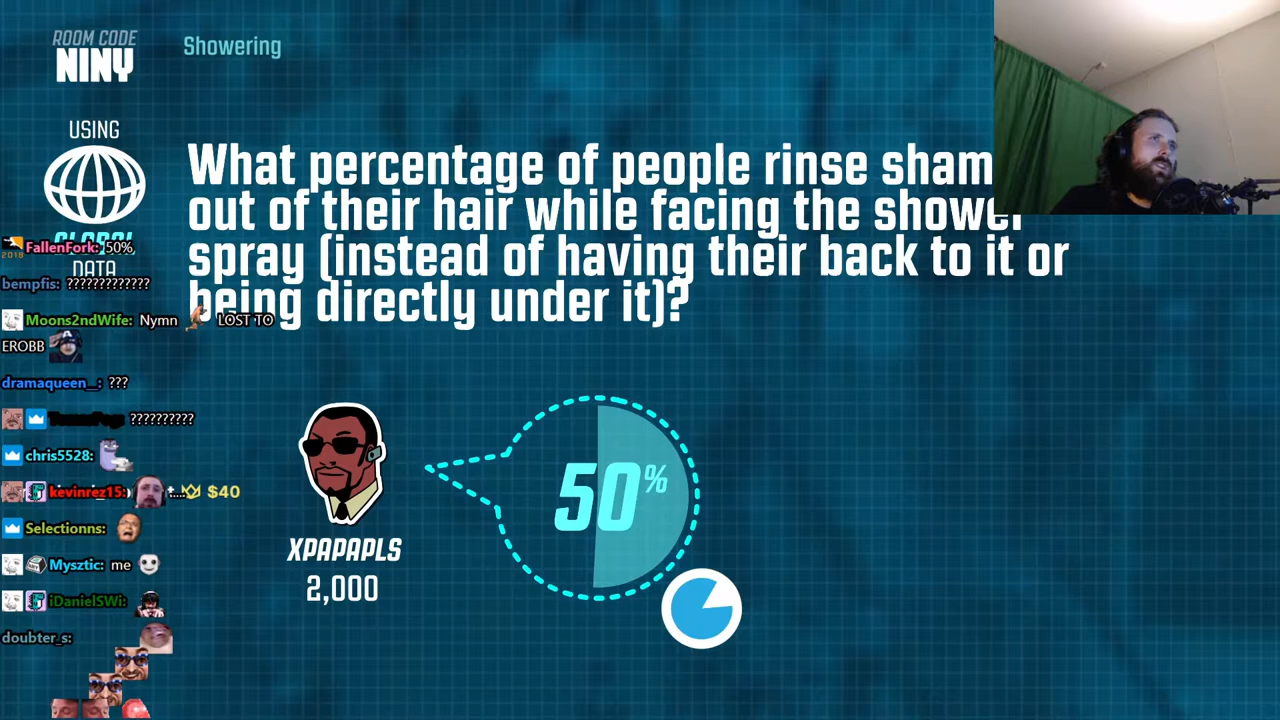 ROOM CODE
NINY
Showering
USING
DATA
What percentage of people rinse sham
out of their hair while facing the shower
spray (instead of having their back to it or
being directly under it)?
FallenFork: 50%
2018
bempfis: ?????????????
Moons2ndWife: Nymn LOST TO
EROBB
dramaqueen_: ???
??????????
chris5528:
kevinrez15: t.... $40
Selectionns:
Mysztic: me
iDanielSWi:
doubter_s:
50%
XPAPAPLS
2,000